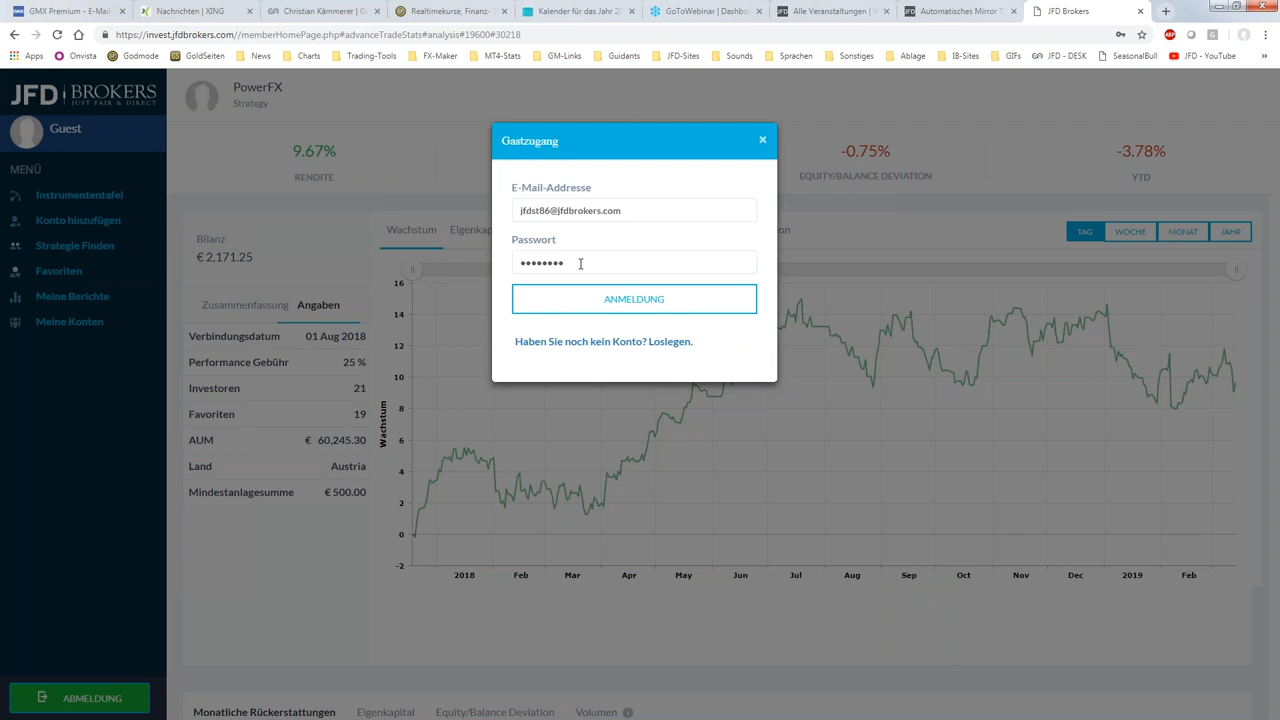 GMX Premium - E-Mail
Nachrichten | XING
Christian Kämmerer | G
Realtimekurse, Finanz-
Kalender für das Jahr 20
GoToWebinar | Dashbo
Alle Veranstaltungen | V
Automatisches Mirror T
JFD Brokers
https://invest.jfdbrokers.com//memberHomePage.php#advanceTradeStats#analysis#19600#30218
Apps
Onvista
Godmode
GoldSeiten
News
Charts
Trading-Tools
FX-Maker
MT4-Stats
GM-Links
Guidants
JFD-Sites
Sounds
Sprachen
Sonstiges
Ablage
IB-Sites
GIFs
JFD - DESK
SeasonalBull
JFD - YouTube
JFD BROKERS
JUST FAIR & DIRECT
Guest
MENÜ
Instrumententafel
Konto hinzufügen
Strategie Finden
Favoriten
Meine Berichte
Meine Konten
ABMELDUNG
PowerFX
Strategy
9.67%
RENDITE
-0.75%
EQUITY/BALANCE DEVIATION
-3.78%
YTD
Gastzugang
×
E-Mail-Addresse
jfdst86@jfdbrokers.com
Passwort
••••••••
ANMELDUNG
Haben Sie noch kein Konto? Loslegen.
Bilanz
€ 2,171.25
Zusammenfassung Angaben
Verbindungsdatum 01 Aug 2018
Performance Gebühr 25 %
Investoren 21
Favoriten 19
AUM € 60,245.30
Land Austria
Mindestanlagesumme € 500.00
Wachstum
Eigenkap
on
TAG WOCHE MONAT JAHR
16
14
12
10
8
6
4
2
0
-2
Wachstum
2018 Feb Mar Apr May Jun Jul Aug Sep Oct Nov Dec 2019 Feb
Monatliche Rückerstattungen Eigenkapital Equity/Balance Deviation Volumen